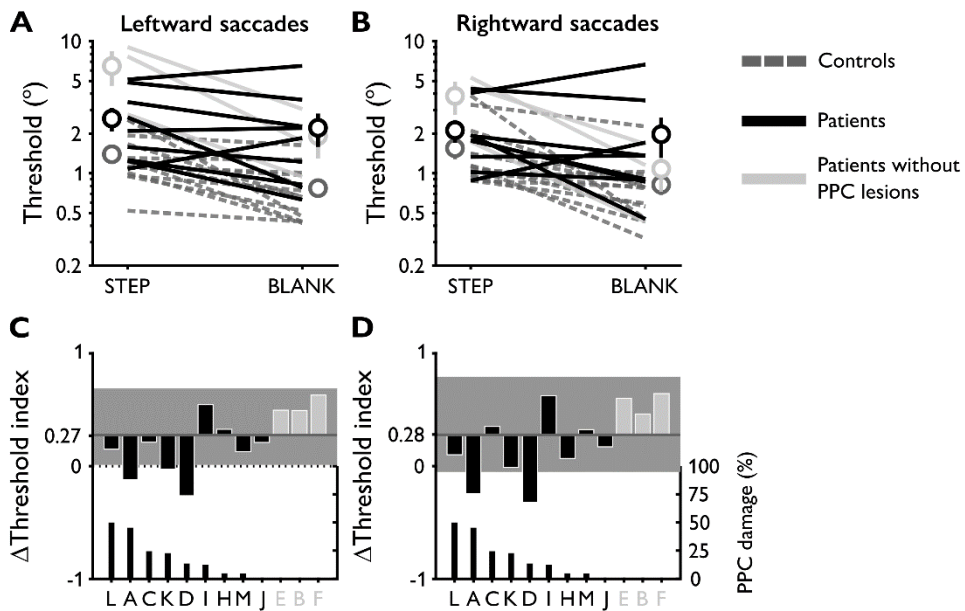 A
Leftward saccades
Threshold (°)
10
5
2
1
0.5
0.2
STEP
BLANK
B
Rightward saccades
Threshold (°)
10
5
2
1
0.5
0.2
STEP
BLANK
Controls
Patients
Patients without
PPC lesions
C
ΔThreshold index
1
0.27
0
-1
L A C K D I H M J E B F
D
ΔThreshold index
1
0.28
0
-1
L A C K D I H M J E B F
100
75
50
25
0
PPC damage (%)